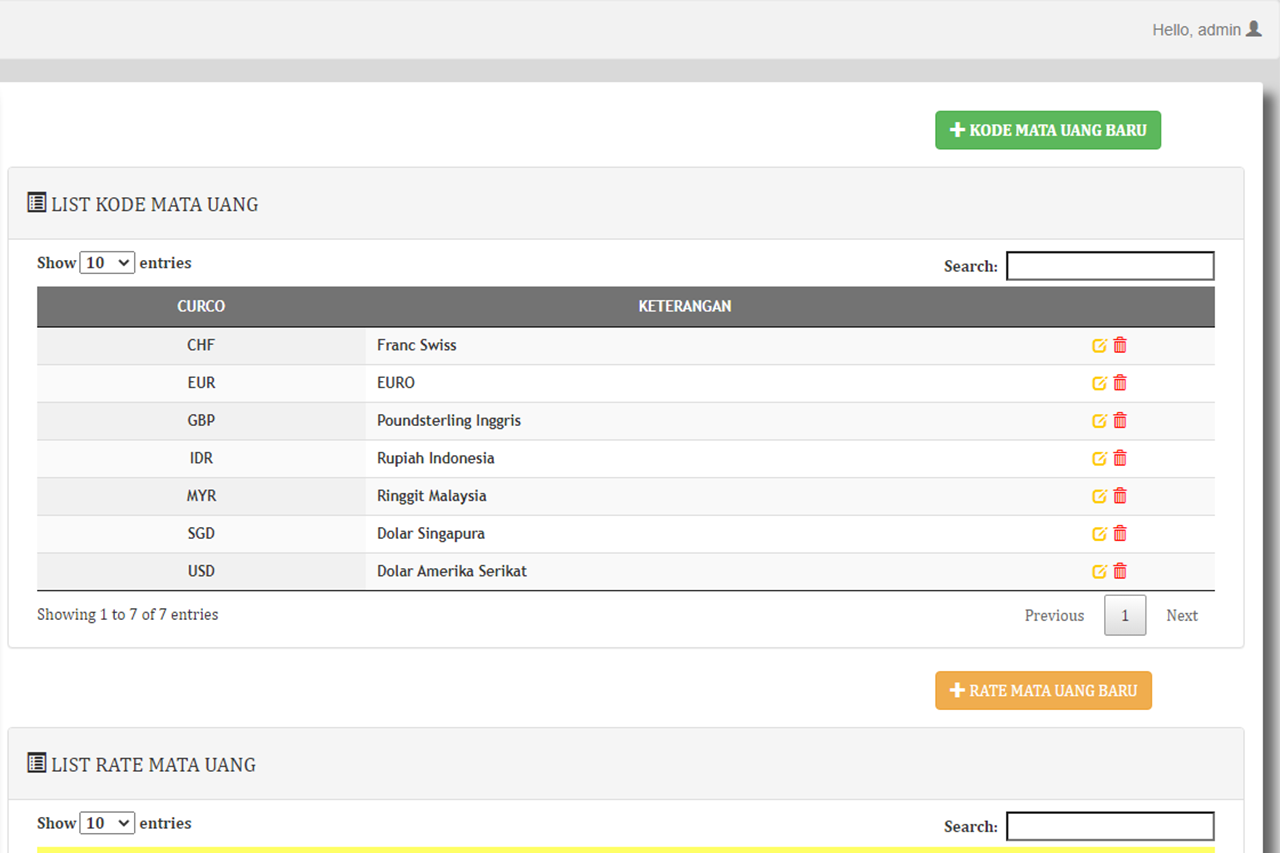 Hello, admin
KODE MATA UANG BARU
LIST KODE MATA UANG
Show 10 entries Search:
CURCO KETERANGAN
CHF Franc Swiss
EUR EURO
GBP Poundsterling Inggris
IDR Rupiah Indonesia
MYR Ringgit Malaysia
SGD Dolar Singapura
USD Dolar Amerika Serikat
Showing 1 to 7 of 7 entries Previous 1 Next
RATE MATA UANG BARU
LIST RATE MATA UANG
Show 10 entries Search: